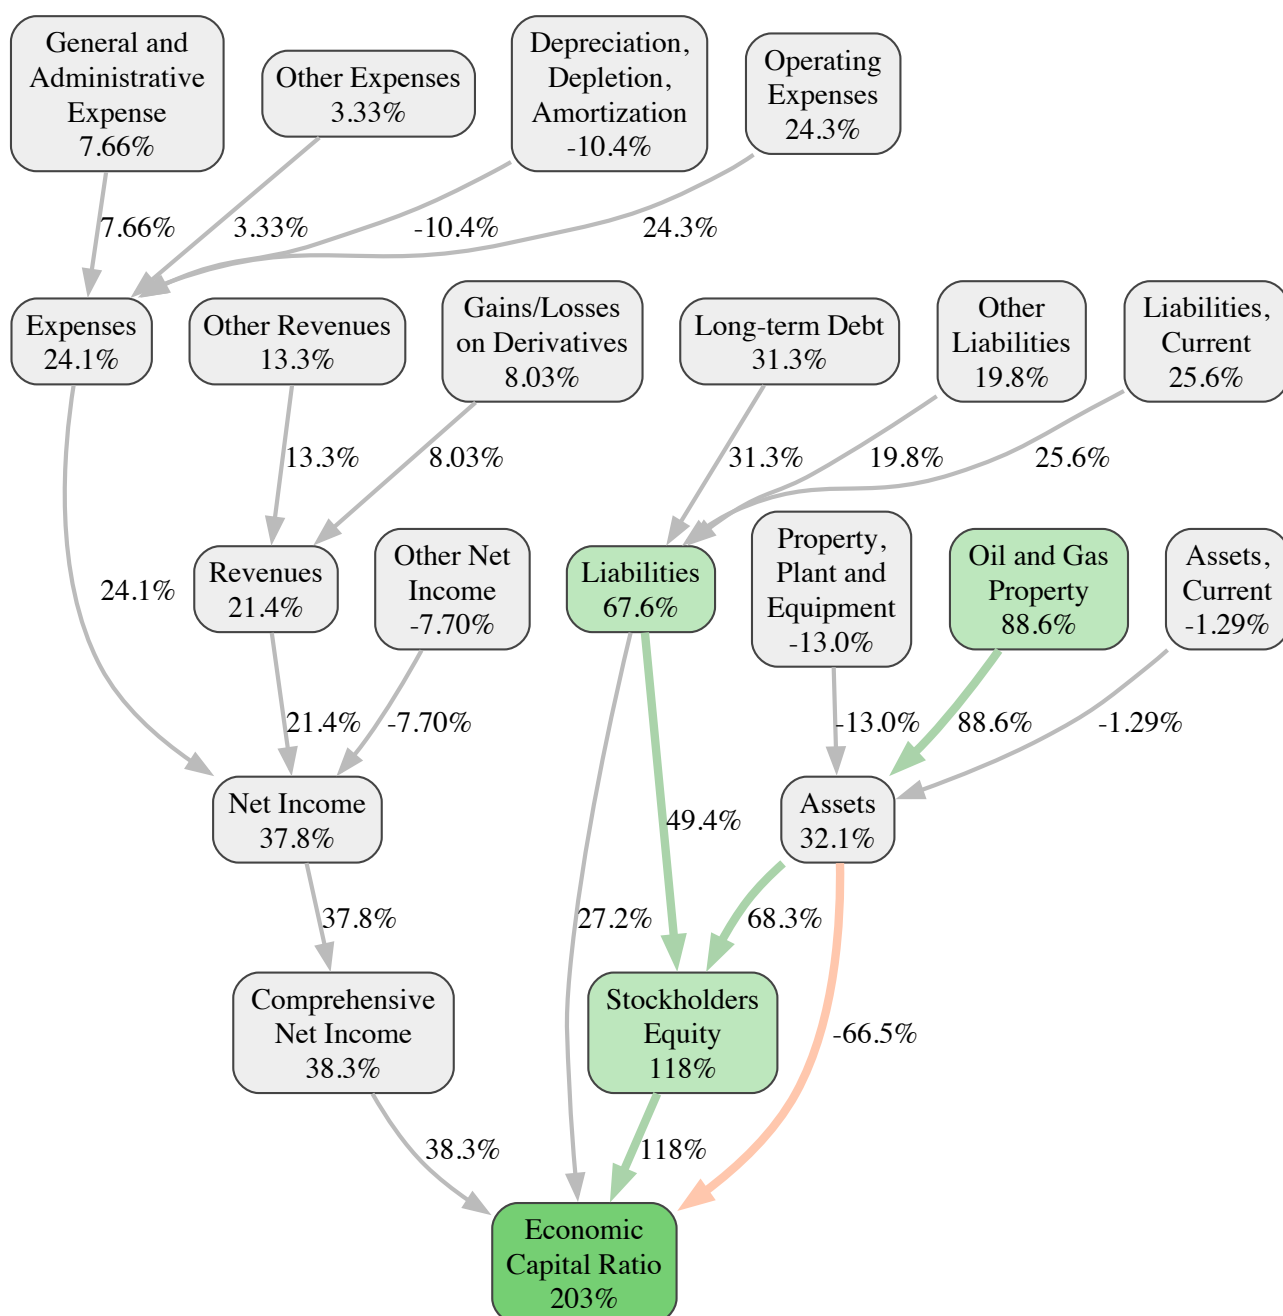 General and
Administrative
Expense
7.66%
Other Expenses
3.33%
Depreciation,
Depletion,
Amortization
-10.4%
Operating
Expenses
24.3%
7.66%
3.33%
-10.4%
24.3%
Expenses
24.1%
Other Revenues
13.3%
Gains/Losses
on Derivatives
8.03%
Long-term Debt
31.3%
Other
Liabilities
19.8%
Liabilities,
Current
25.6%
13.3%
8.03%
31.3%
19.8%
25.6%
24.1%
Revenues
21.4%
Other Net
Income
-7.70%
Liabilities
67.6%
Property,
Plant and
Equipment
-13.0%
Oil and Gas
Property
88.6%
Assets,
Current
-1.29%
21.4%
-7.70%
-13.0%
88.6%
-1.29%
Net Income
37.8%
49.4%
Assets
32.1%
37.8%
27.2%
68.3%
Comprehensive
Net Income
38.3%
Stockholders
Equity
118%
-66.5%
38.3%
118%
Economic
Capital Ratio
203%